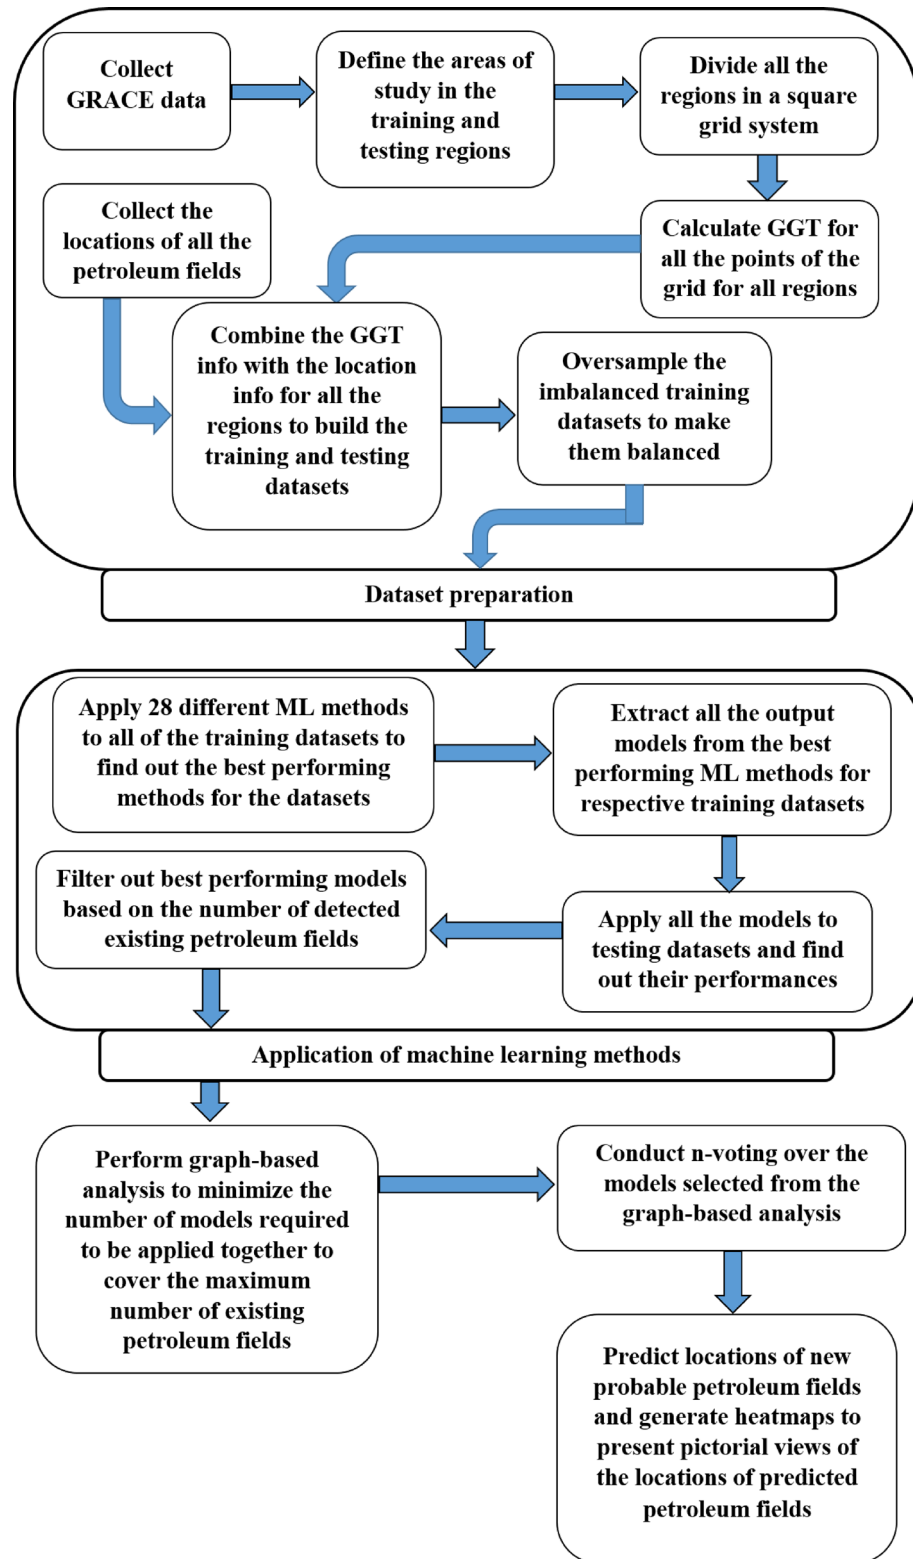 Collect
GRACE data
Define the areas of
study in the
training and
testing regions
Divide all the
regions in a square
grid system
Collect the
locations of all the
petroleum fields
Calculate GGT for
all the points of the
grid for all regions
Combine the GGT
info with the location
info for all the
regions to build the
training and testing
datasets
Oversample the
imbalanced training
datasets to make
them balanced
Dataset preparation
Apply 28 different ML methods
to all of the training datasets to
find out the best performing
methods for the datasets
Extract all the output
models from the best
performing ML methods for
respective training datasets
Filter out best performing models
based on the number of detected
existing petroleum fields
Apply all the models to
testing datasets and find
out their performances
Application of machine learning methods
Perform graph-based
analysis to minimize the
number of models required
to be applied together to
cover the maximum
number of existing
petroleum fields
Conduct n-voting over the
models selected from the
graph-based analysis
Predict locations of new
probable petroleum fields
and generate heatmaps to
present pictorial views of
the locations of predicted
petroleum fields